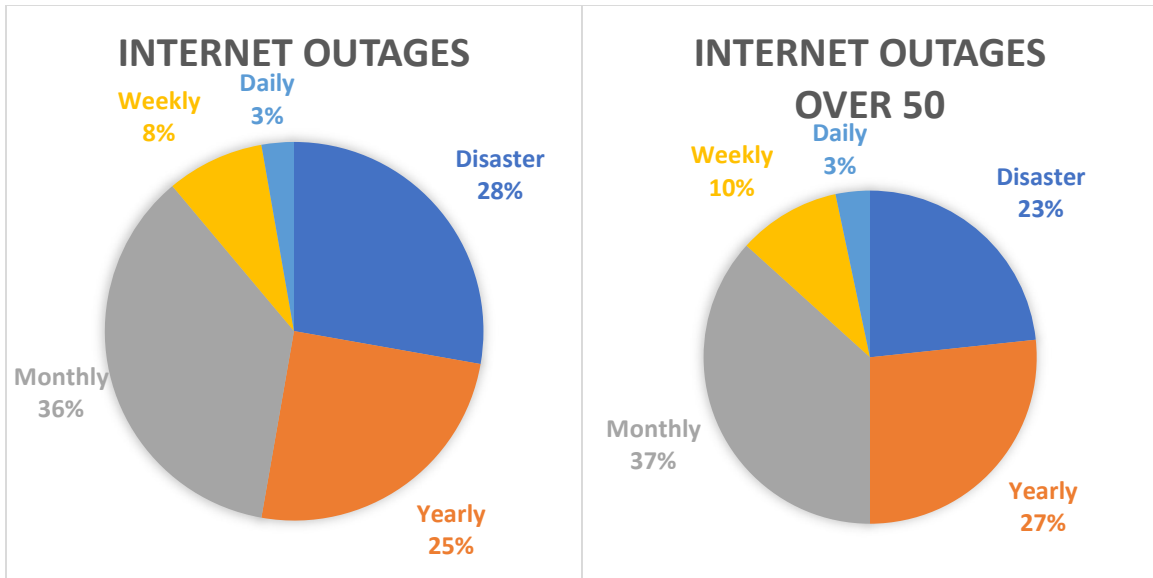 INTERNET OUTAGES
Daily
3%
Weekly
8%
Disaster
28%
Monthly
36%
Yearly
25%
INTERNET OUTAGES
OVER 50
Daily
3%
Weekly
10%
Disaster
23%
Monthly
37%
Yearly
27%